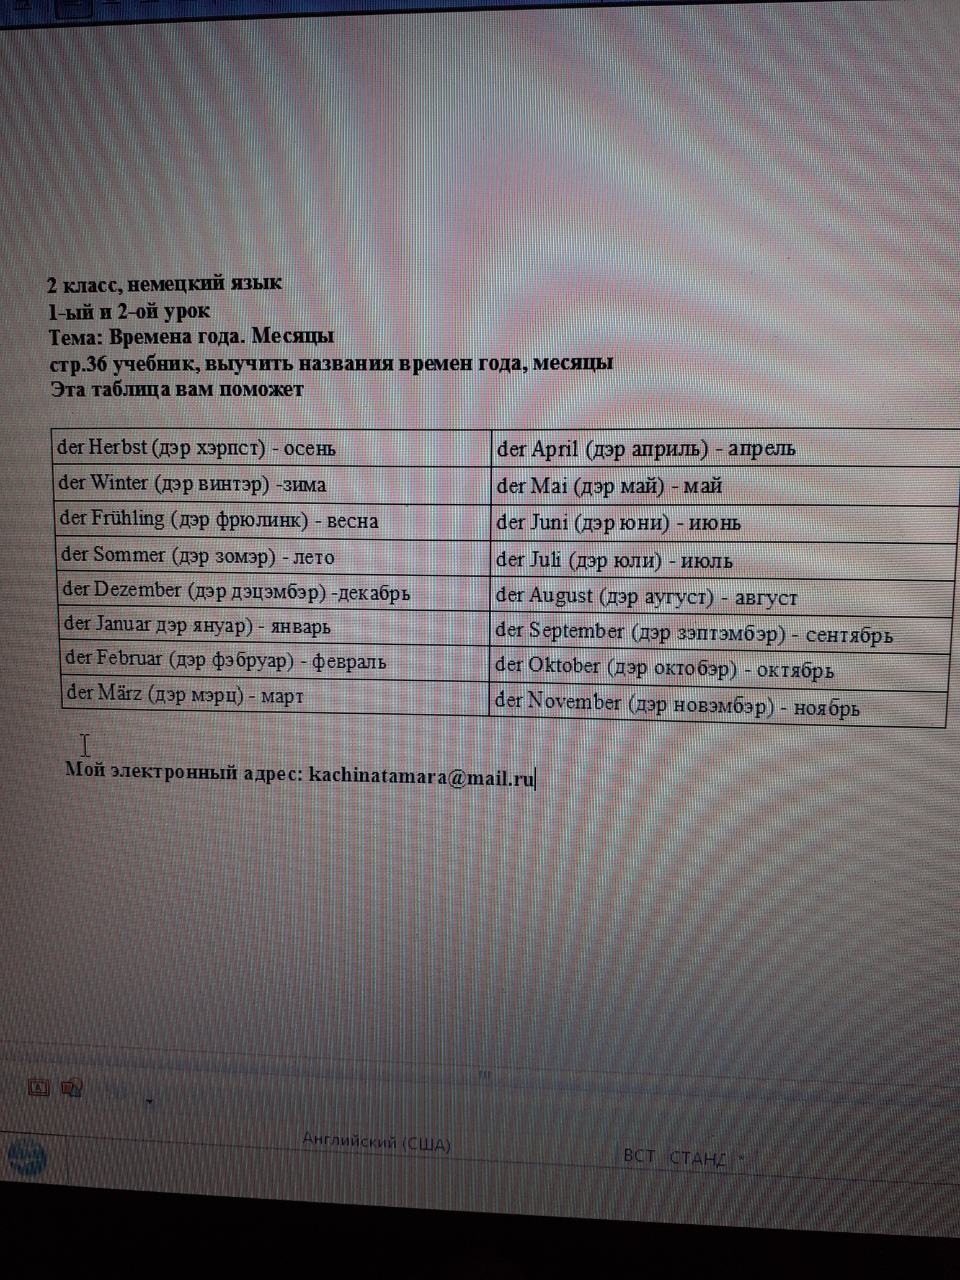 2 класс, немецкий язык
1-ый и 2-ой урок
Тема: Времена года. Месяцы
стр.36 учебник, выучить названия времен года, месяцы
Эта таблица вам поможет
der Herbst (дэр хэрпст) - осень
der April (дэр априль) - апрель
der Winter (дэр винтэр) -зима
der Mai (дэр май) - май
der Frühling (дэр фрюлинк) - весна
der Juni (дэр юни) - июнь
der Sommer (дэр зомэр) - лето
der Juli (дэр юли) - июль
der Dezember (дэр дэцэмбэр) -декабрь
der August (дэр аугуст) - август
der Januar дэр януар) - январь
der September (дэр зэптэмбэр) - сентябрь
der Februar (дэр фэбруар) - февраль
der Oktober (дэр октобэр) - октябрь
der März (дэр мэрц) - март
der November (дэр новэмбэр) - ноябрь
Мой электронный адрес: kachinatamara@mail.ru
Английский (США)
ВСТ СТАНД